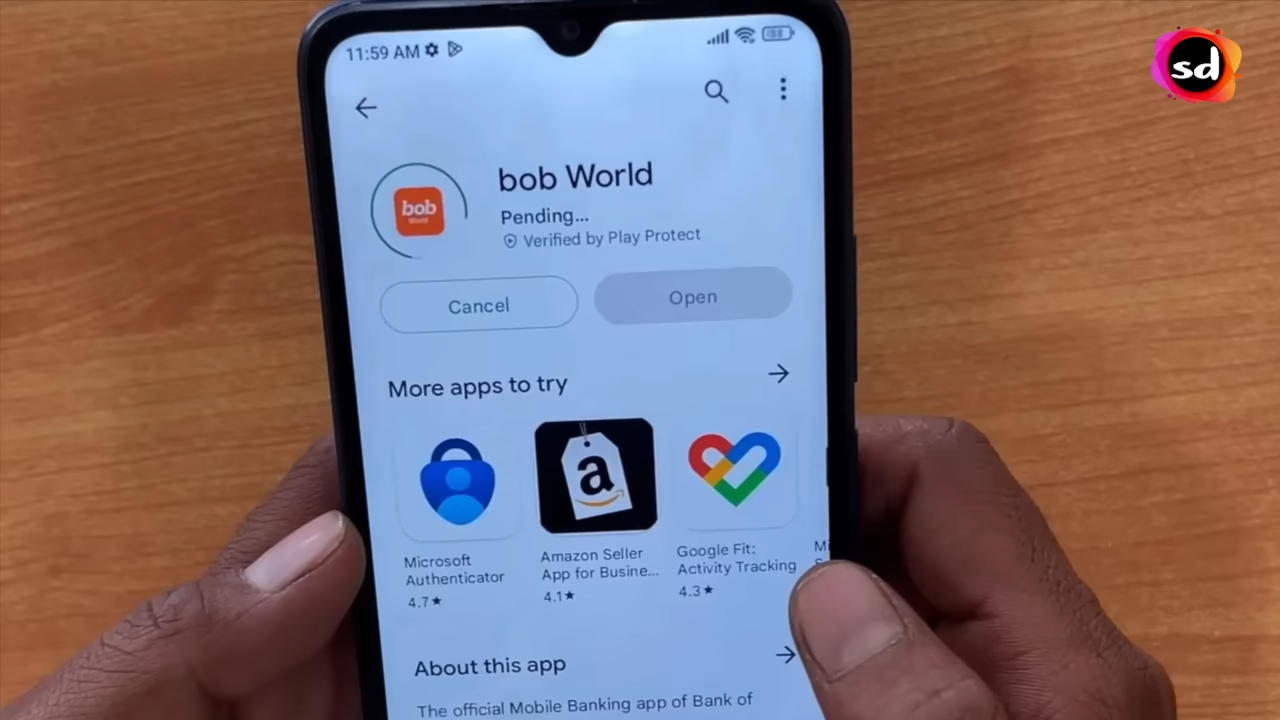 11:59 AM
sd
bob World
bob
World
Pending...
Verified by Play Protect
Cancel
Open
More apps to try
a
Microsoft
Authenticator
4.7★
Amazon Seller
App for Busine...
4.1★
Google Fit:
Activity Tracking
4.3★
Mi
About this app
The official Mobile Banking app of Bank of